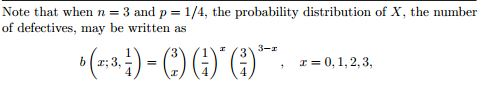 Note that when n = 3 and p = 1/4, the probability distribution of X, the number
of defectives, may be written as
b(x; 3, 1/4) = (3 x) (1/4)^x (3/4)^{3−x}, x = 0, 1, 2, 3,